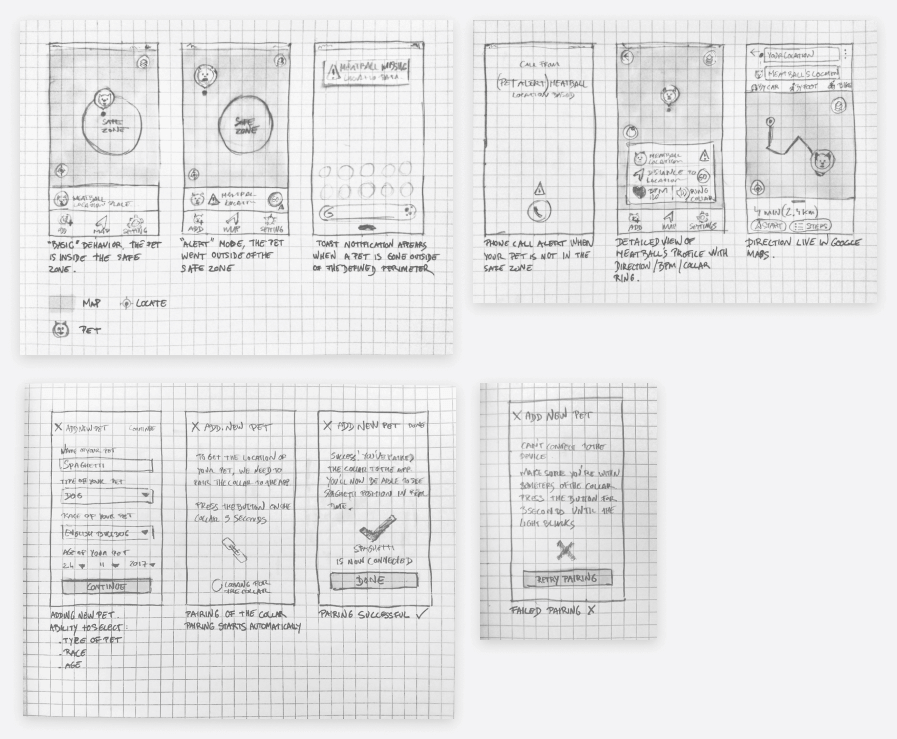 SAFE
ZONE
MEATBALL
ADD
MAP
SETTING
"BASIC" BEHAVIOR, THE PET
IS INSIDE THE SAFE
ZONE.
SAFE
ZONE
ADD
MAP
SETTING
"ALERT" MODE, THE PET
WENT OUTSIDE OF THE
SAFE ZONE
MEATBALL MISSING
G
TOAST NOTIFICATION APPEARS
WHEN A PET IS GONE OUTSIDE
OF THE DEFINED PERIMETER
MAP
LOCATE
PET
CALL FROM
(PET ALERT) MEATBALL
LOCATION BASED
PHONE CALL ALERT WHEN
YOUR PET IS NOT IN THE
SAFE ZONE
MEATBALL
LOCATION
DISTANCE TO
LOCATION
BPM
RING
COLLAR
ADD
MAP
SETTINGS
DETAILED VIEW OF
MEATBALL'S PROFILE WITH
DIRECTION/BPM/COLLAR
RING.
YOUR LOCATION
MEATBALL'S LOCATION
CAR
FOOT
BIKE
4 MIN (2,4KM)
START
STEPS
DIRECTION LIVE IN GOOGLE
MAPS.
X ADD NEW PET CONTINUE
NAME OF YOUR PET
SPAGHETTI
TYPE OF YOUR PET
DOG
RACE OF YOUR PET
ENGLISH BULLDOG
AGE OF YOUR PET
24 11 2017
CONTINUE
ADDING NEW PET.
ABILITY TO SELECT:
- TYPE OF PET
- RACE
- AGE
X ADD NEW PET
TO GET THE LOCATION OF
YOUR PET, WE NEED TO
PAIR THE COLLAR TO THE APP
PRESS THE BUTTON ON THE
COLLAR 3 SECONDS
LOOKING FOR
THE COLLAR
PAIRING OF THE COLLAR
PAIRING STARTS AUTOMATICALLY
X ADD NEW PET DONE
SUCCESS! YOU'VE PAIRED
THE COLLAR TO THE APP.
YOU'LL NOW BE ABLE TO SEE
SPAGHETTI POSITION IN REAL
TIME.
SPAGHETTI
IS NOW CONNECTED
DONE
PAIRING SUCCESSFUL ✓
X ADD NEW PET
CAN'T CONNECT TO THE
DEVICE
MAKE SURE YOU'RE WITHIN
METERS OF THE COLLAR
PRESS THE BUTTON FOR
3 SECONDS UNTIL THE
LIGHT BLINKS
RETRY PAIRING
FAILED PAIRING X